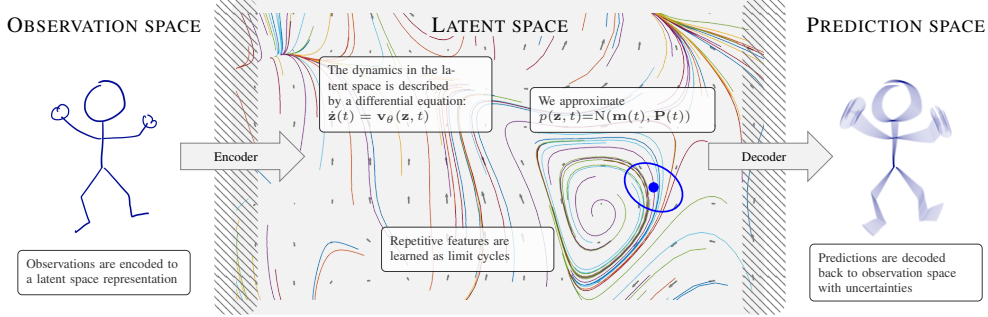 OBSERVATION SPACE
LATENT SPACE
PREDICTION SPACE
The dynamics in the la-
tent space is described
by a differential equation:
ż(t) = v_θ(z, t)
We approximate
p(z, t)=N(m(t), P(t))
Encoder
Decoder
Repetitive features are
learned as limit cycles
Observations are encoded to
a latent space representation
Predictions are decoded
back to observation space
with uncertainties